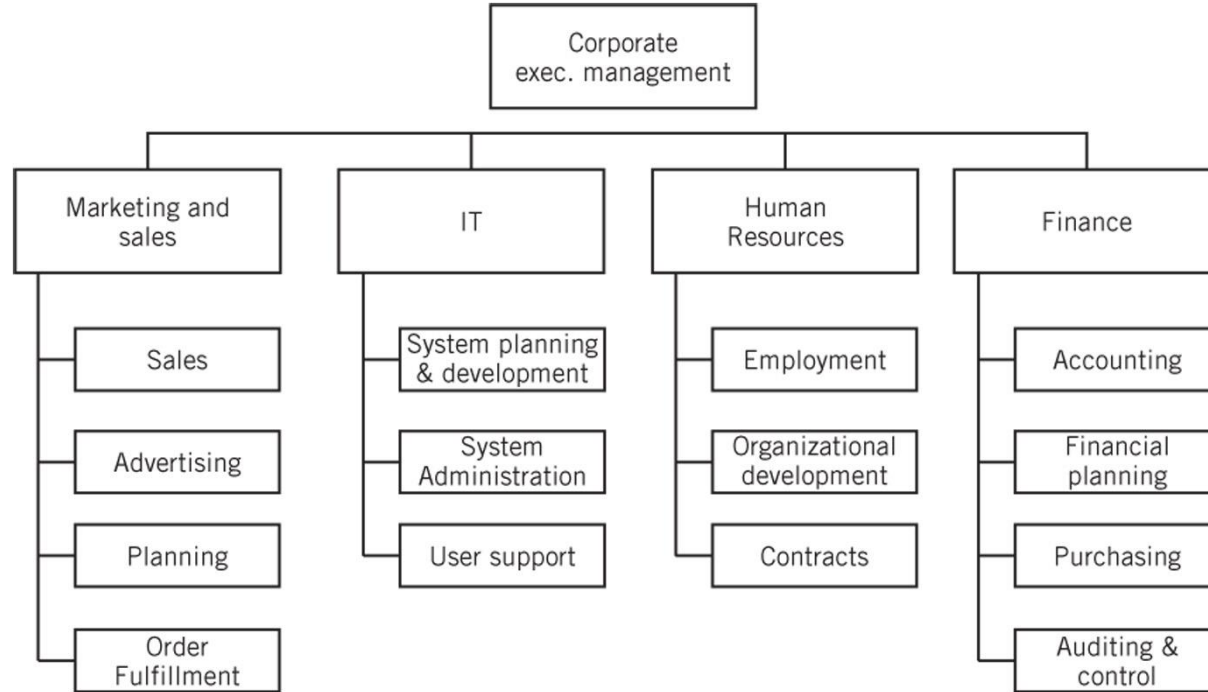 Corporate
exec. management
Marketing and
sales
IT
Human
Resources
Finance
Sales
System planning
& development
Employment
Accounting
Advertising
System
Administration
Organizational
development
Financial
planning
Planning
User support
Contracts
Purchasing
Order
Fulfillment
Auditing &
control